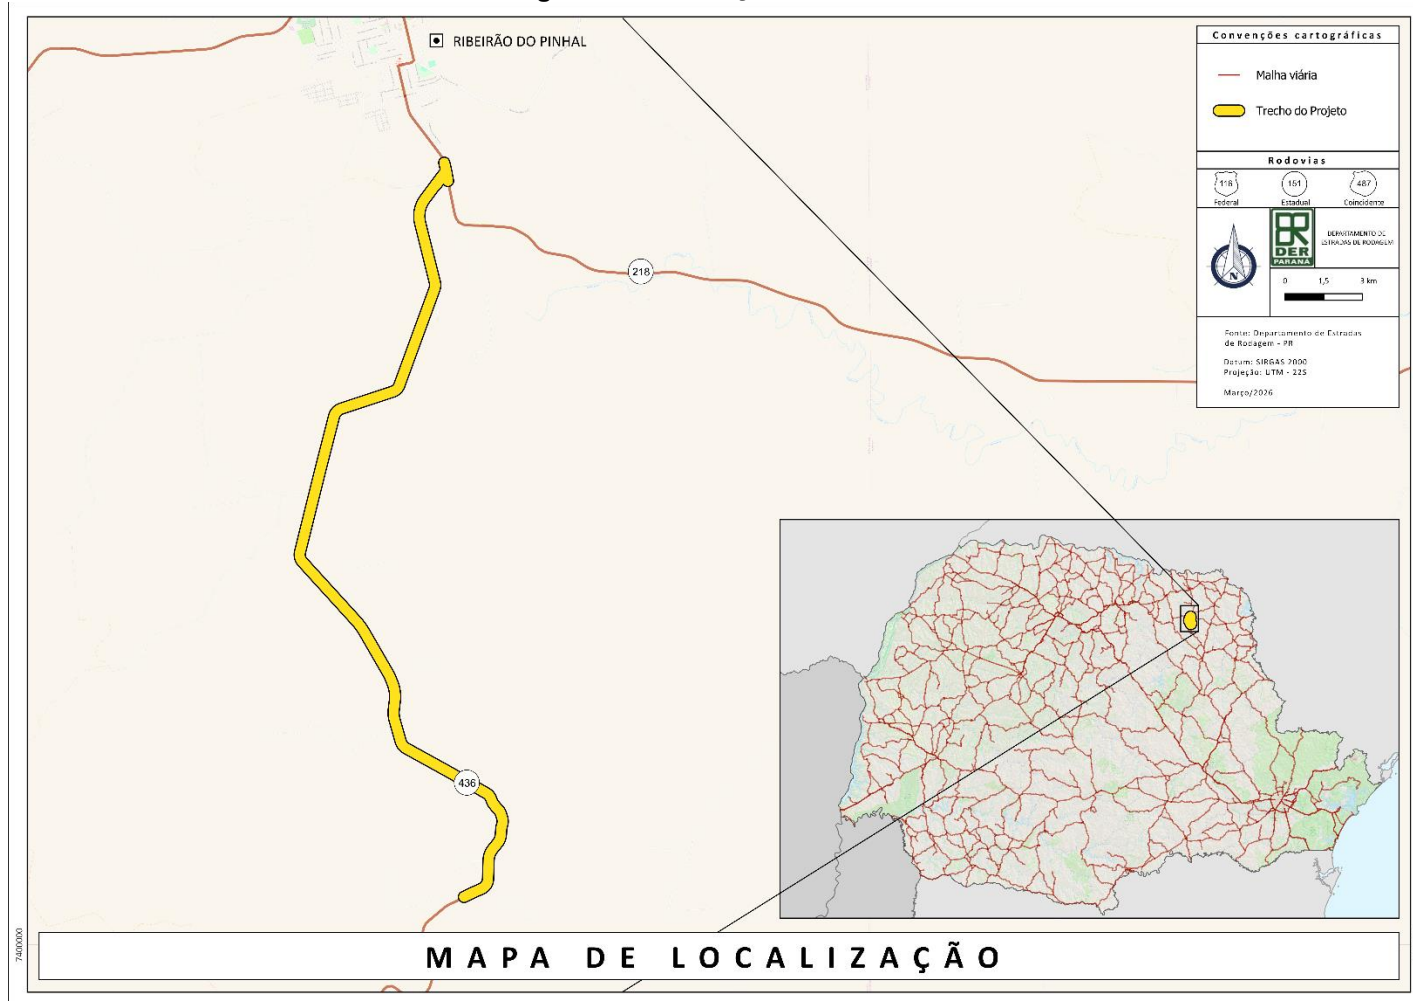 RIBEIRÃO DO PINHAL
218
436
Convenções cartográficas
Malha viária
Trecho do Projeto
Rodovias
116
151
487
Federal
Estadual
Coincidente
N
DER
PARANÁ
DEPARTAMENTO DE
ESTRADAS DE RODAGEM
0 1,5 3 km
Fonte: Departamento de Estradas
de Rodagem - PR
Datum: SIRGAS 2000
Projeção: UTM - 22S
Março/2026
7400000
MAPA DE LOCALIZAÇÃO